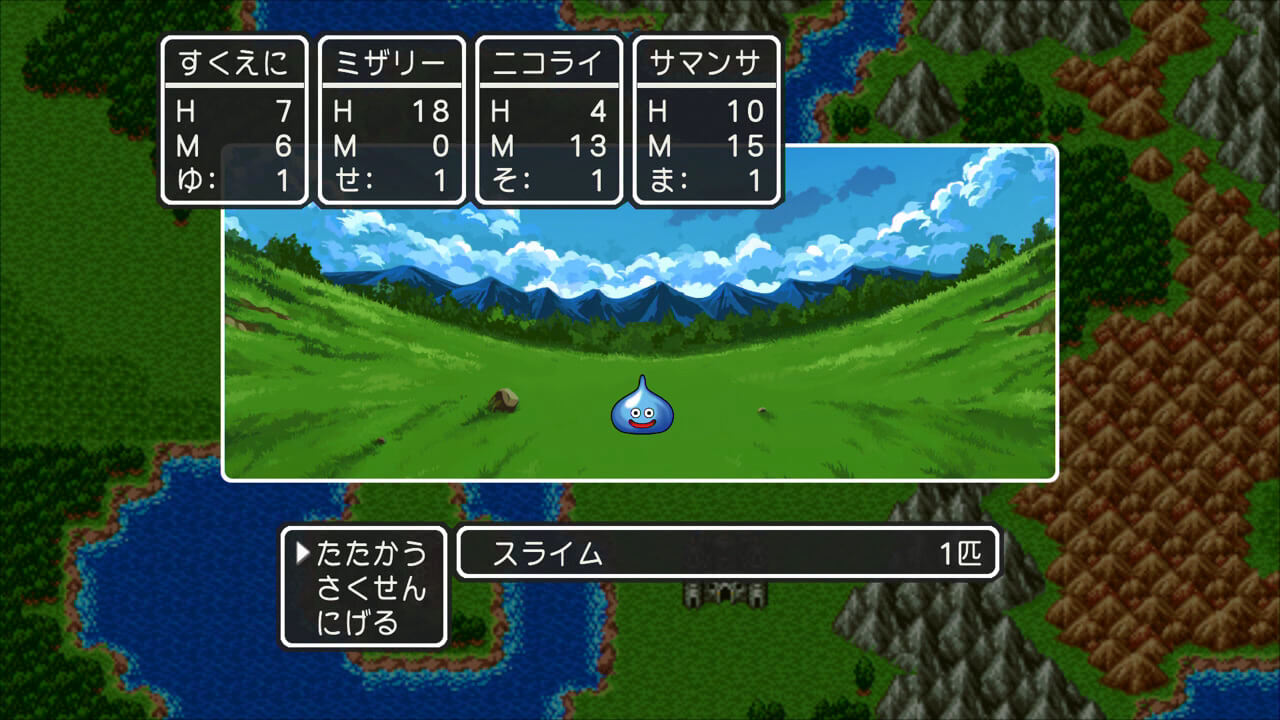 すくえに
H 7
M 6
ゆ: 1
ミザリー
H 18
M 0
せ: 1
ニコライ
H 4
M 13
そ: 1
サマンサ
H 10
M 15
ま: 1
▶たたかう
さくせん
にげる
スライム 1匹